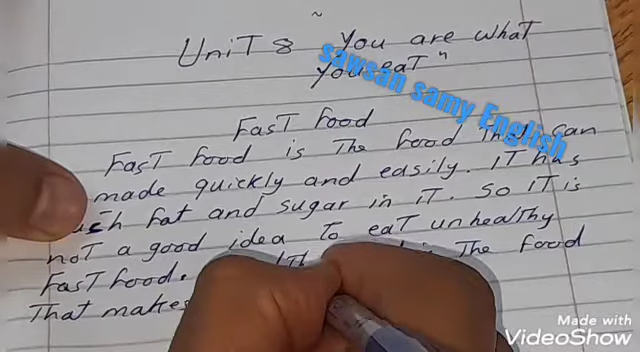 Unit 8 "You are what
you eat"
Fast Food
Fast food is the food that can
made quickly and easily. It has
much fat and sugar in it. So it is
not a good idea to eat unhealthy
Fast food. is The food
That makes
sawsan samy English
Made with
VideoShow